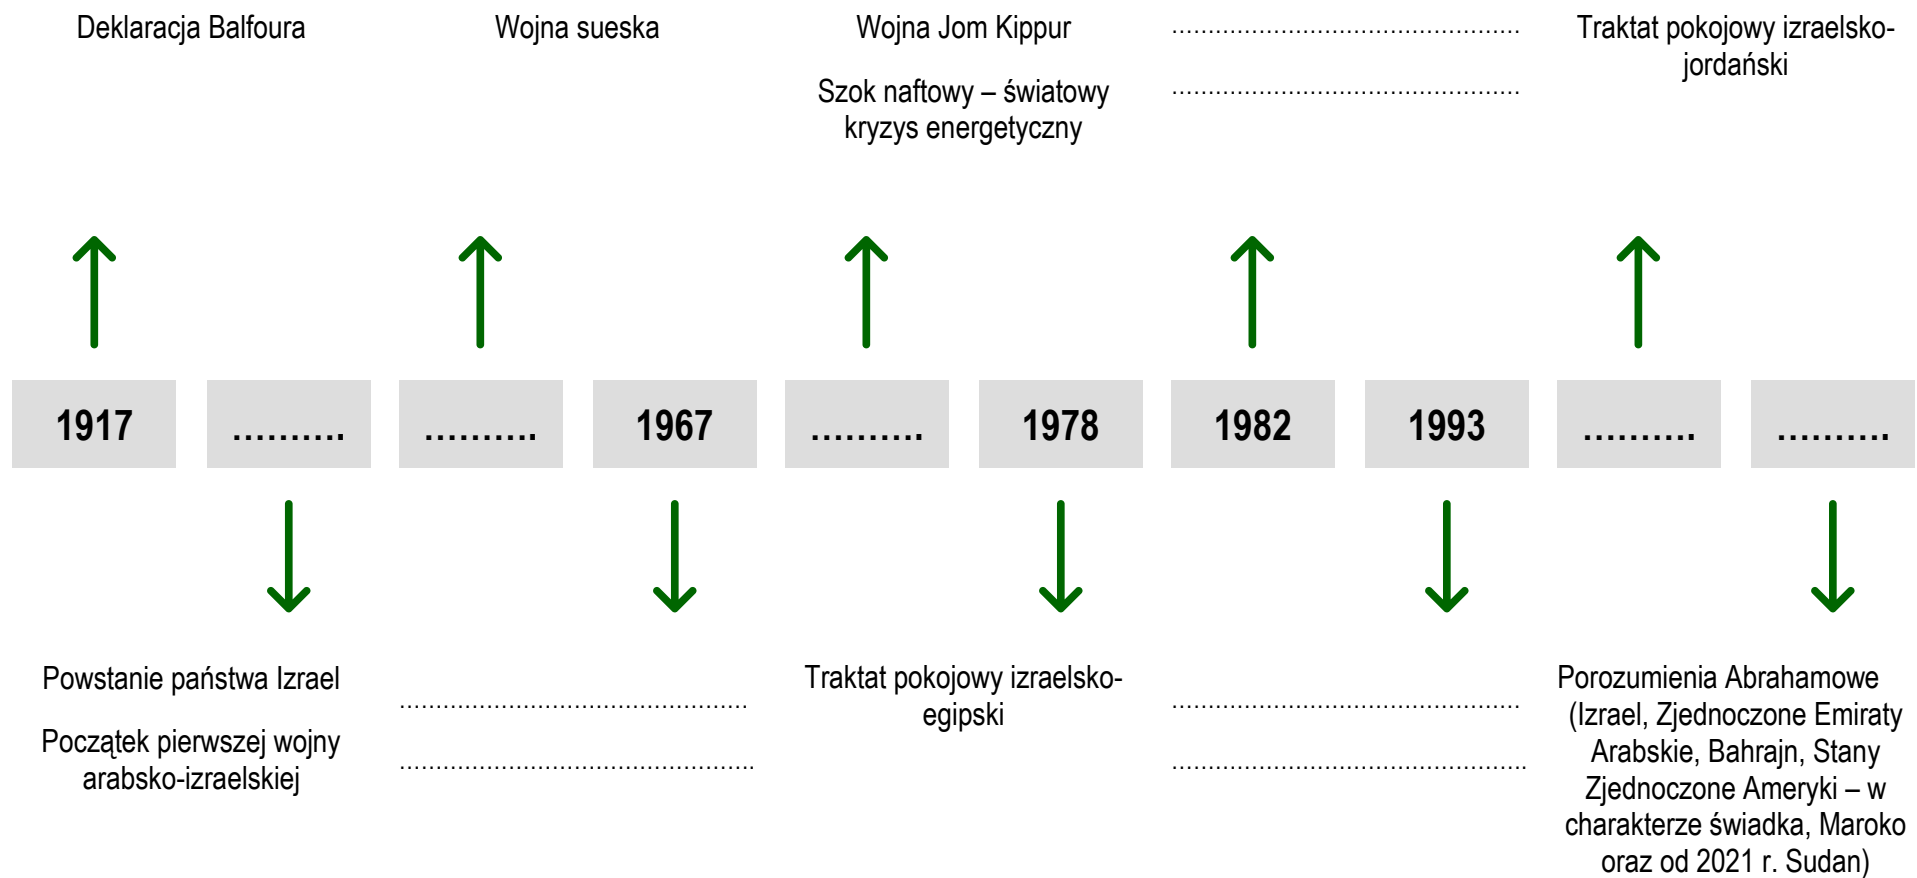 Deklaracja Balfoura
Wojna sueska
Wojna Jom Kippur
Szok naftowy – światowy
kryzys energetyczny
................................................
................................................
Traktat pokojowy izraelsko-
jordański
1917
..........
..........
1967
..........
1978
1982
1993
..........
..........
Powstanie państwa Izrael
Początek pierwszej wojny
arabsko-izraelskiej
................................................
.................................................
Traktat pokojowy izraelsko-
egipski
................................................
.................................................
Porozumienia Abrahamowe
(Izrael, Zjednoczone Emiraty
Arabskie, Bahrajn, Stany
Zjednoczone Ameryki – w
charakterze świadka, Maroko
oraz od 2021 r. Sudan)